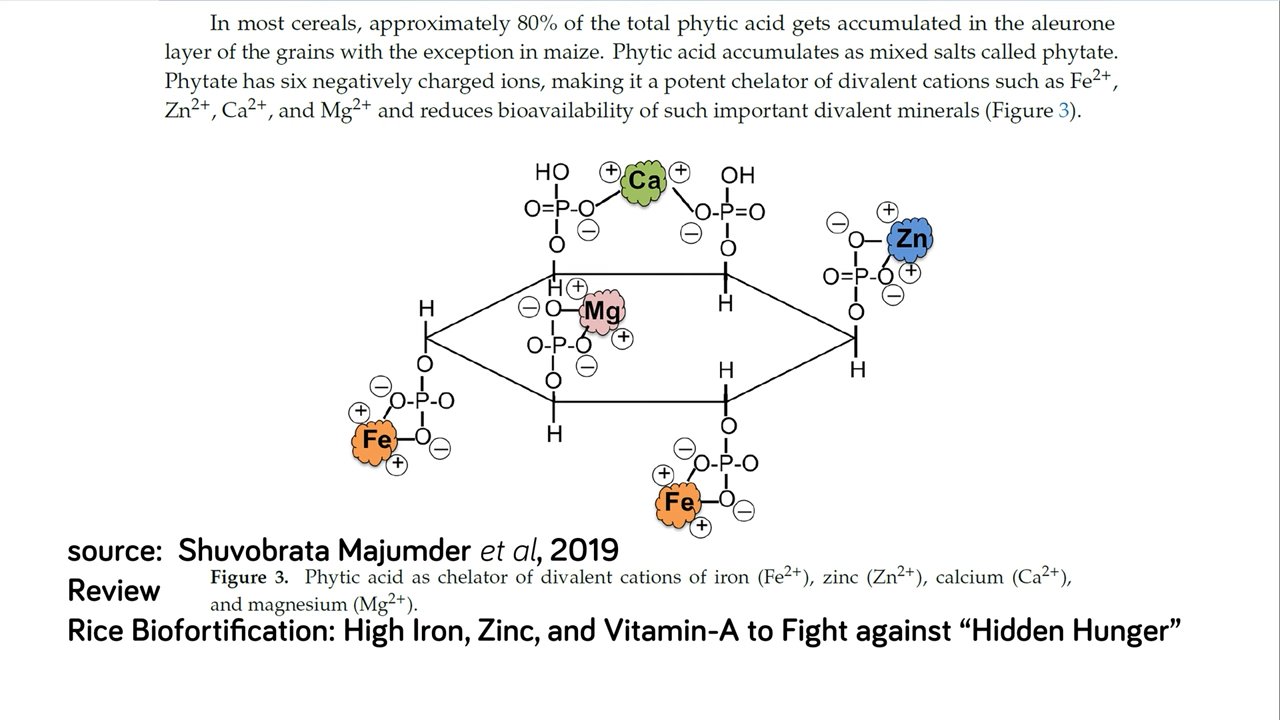 In most cereals, approximately 80% of the total phytic acid gets accumulated in the aleurone
layer of the grains with the exception in maize. Phytic acid accumulates as mixed salts called phytate.
Phytate has six negatively charged ions, making it a potent chelator of divalent cations such as Fe²⁺,
Zn²⁺, Ca²⁺, and Mg²⁺ and reduces bioavailability of such important divalent minerals (Figure 3).
HO + Ca + OH
O=P-O − − O-P=O
O O
− + O Zn
O=P-O +
−
O
H
H + H
− O Mg
O-P-O +
−
O
H
H
O
− O-P-O
+ Fe O −
+
H
H
O
− O-P-O
+ Fe O −
+
source: Shuvobrata Majumder et al, 2019
Figure 3. Phytic acid as chelator of divalent cations of iron (Fe²⁺), zinc (Zn²⁺), calcium (Ca²⁺),
Review
and magnesium (Mg²⁺).
Rice Biofortification: High Iron, Zinc, and Vitamin-A to Fight against “Hidden Hunger”